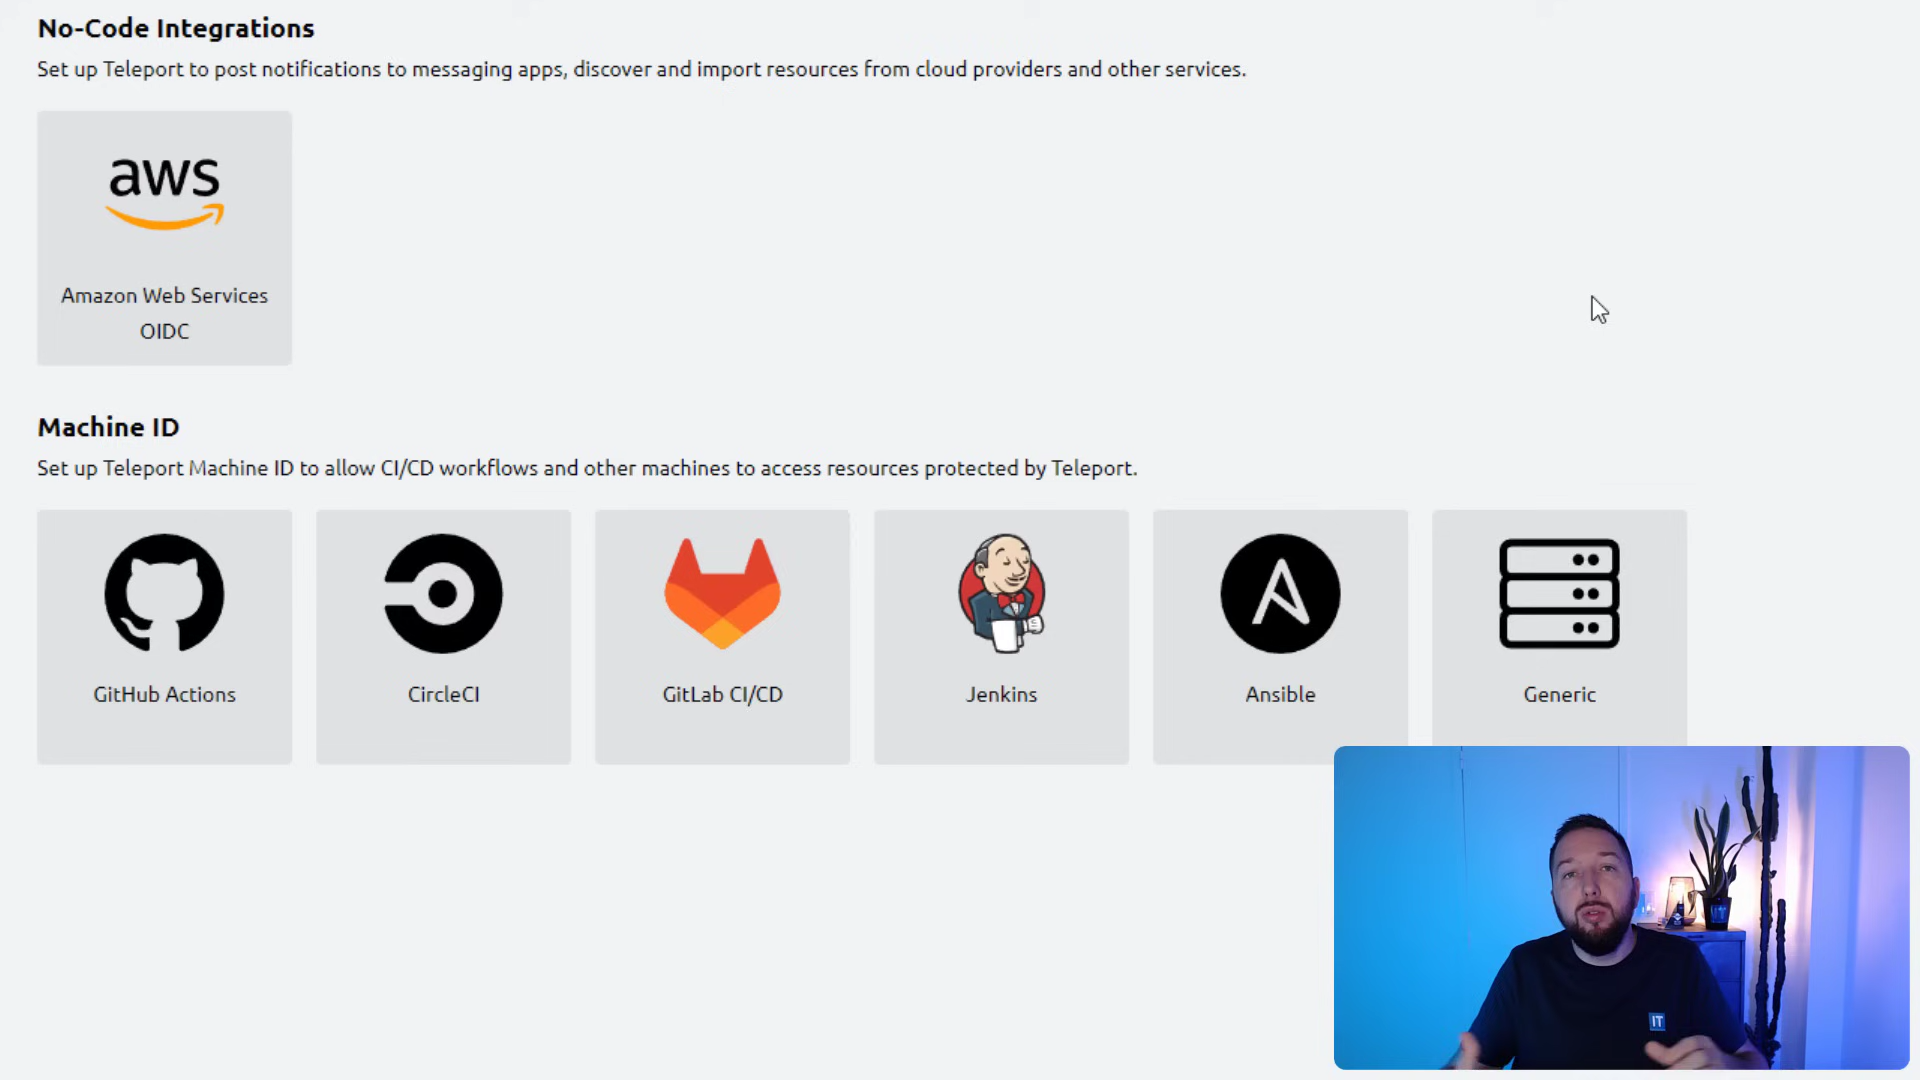 No-Code Integrations
Set up Teleport to post notifications to messaging apps, discover and import resources from cloud providers and other services.
aws
Amazon Web Services
OIDC
Machine ID
Set up Teleport Machine ID to allow CI/CD workflows and other machines to access resources protected by Teleport.
GitHub Actions
CircleCI
GitLab CI/CD
Jenkins
Ansible
Generic
IT